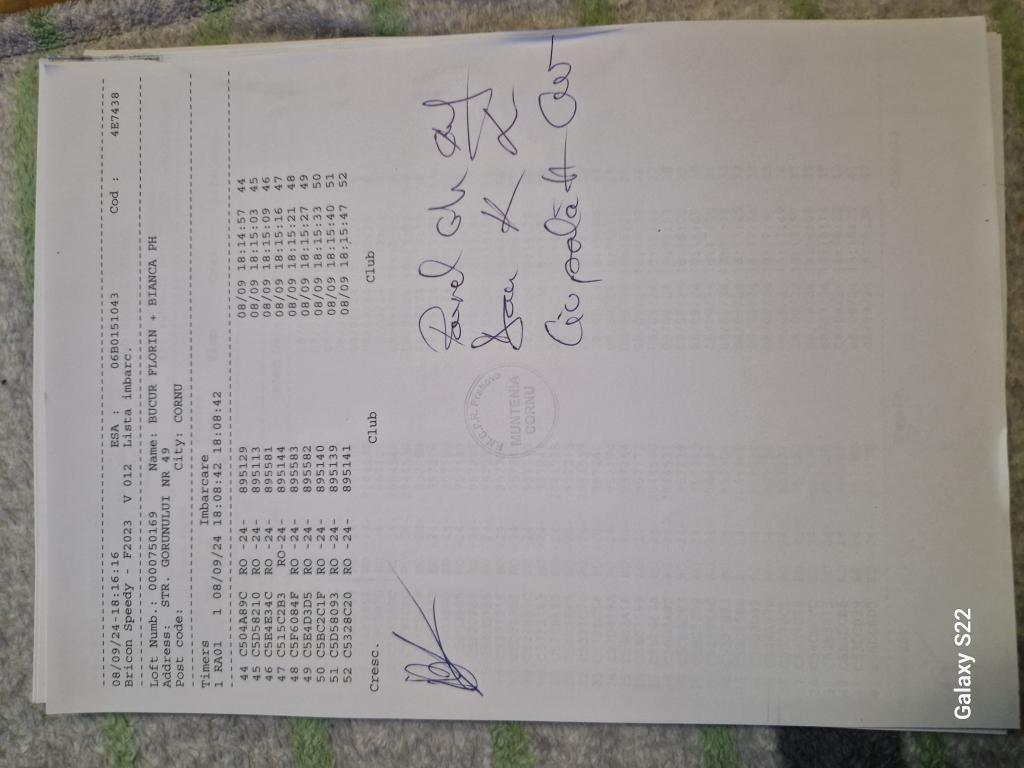 08/09/24-18:16:16 ESA : 06B0151043 Cod : 4E7438
Bricon Speedy - F2023 V 012 Lista imbarc.
Loft Numb.: 0000750169 Name: BUCUR FLORIN + BIANCA PH
Address: STR. GORUNULUI NR 49
Post code: City: CORNU
Timers Imbarcare
1 RA01 1 08/09/24 18:08:42 18:08:42
44 C504A89C RO -24- 895129 08/09 18:14:57 44
45 C5D58210 RO -24- 895113 08/09 18:15:03 45
46 C5E4E34C RO -24- 895581 08/09 18:15:09 46
47 C515C2B3 RO-24- 895144 08/09 18:15:16 47
48 C5F6084F RO -24- 895583 08/09 18:15:21 48
49 C5E4D3D5 RO -24- 895582 08/09 18:15:27 49
50 C5BC2C1F RO -24- 895140 08/09 18:15:33 50
51 C5D58093 RO -24- 895139 08/09 18:15:40 51
52 C5328C20 RO -24- 895141 08/09 18:15:47 52
Cresc. Club Club
Prahova
MUNTENIA
CORNU
Pavel